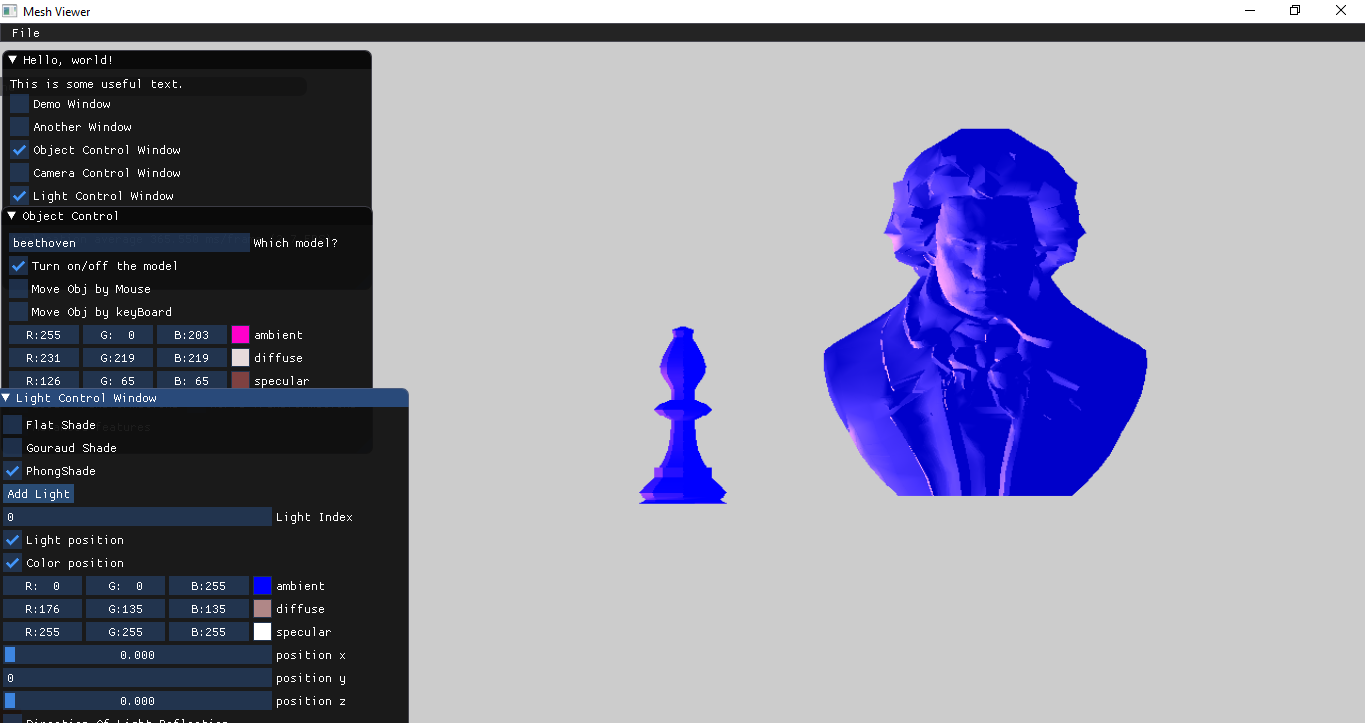 Mesh Viewer
File
Hello, world!
This is some useful text.
Demo Window
Another Window
Object Control Window
Camera Control Window
Light Control Window
Object Control
beethoven Which model?
Turn on/off the model
Move Obj by Mouse
Move Obj by keyBoard
R:255 G: 0 B:203 ambient
R:231 G:219 B:219 diffuse
R:126 G: 65 B: 65 specular
Light Control Window
Flat Shade
Gouraud Shade
PhongShade
Add Light
0 Light Index
Light position
Color position
R: 0 G: 0 B:255 ambient
R:176 G:135 B:135 diffuse
R:255 G:255 B:255 specular
0.000 position x
0 position y
0.000 position z
Direction Of Light Reflection